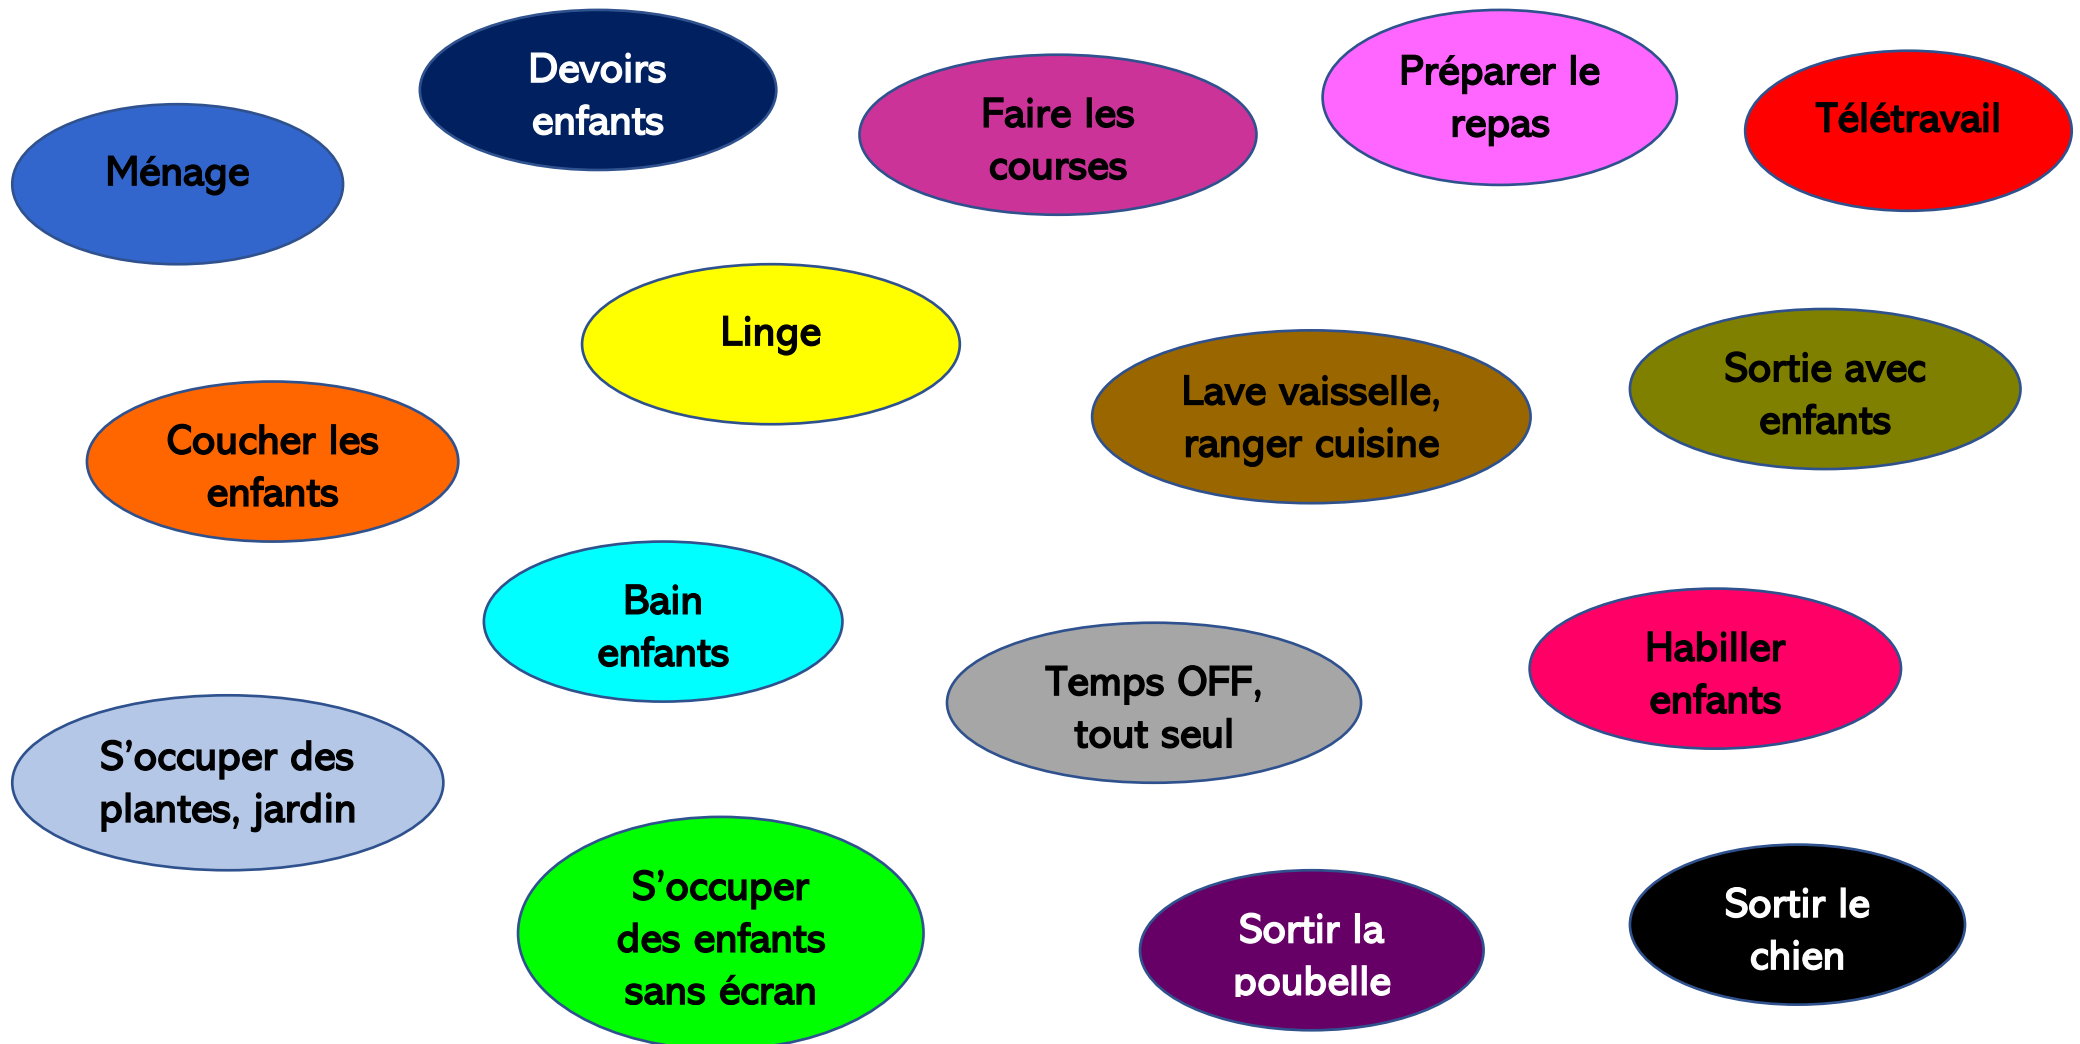 Devoirs
enfants
Préparer le
repas
Faire les
courses
Télétravail
Ménage
Linge
Sortie avec
enfants
Lave vaisselle,
ranger cuisine
Coucher les
enfants
Bain
enfants
Habiller
enfants
Temps OFF,
tout seul
S’occuper des
plantes, jardin
S’occuper
des enfants
sans écran
Sortir la
poubelle
Sortir le
chien